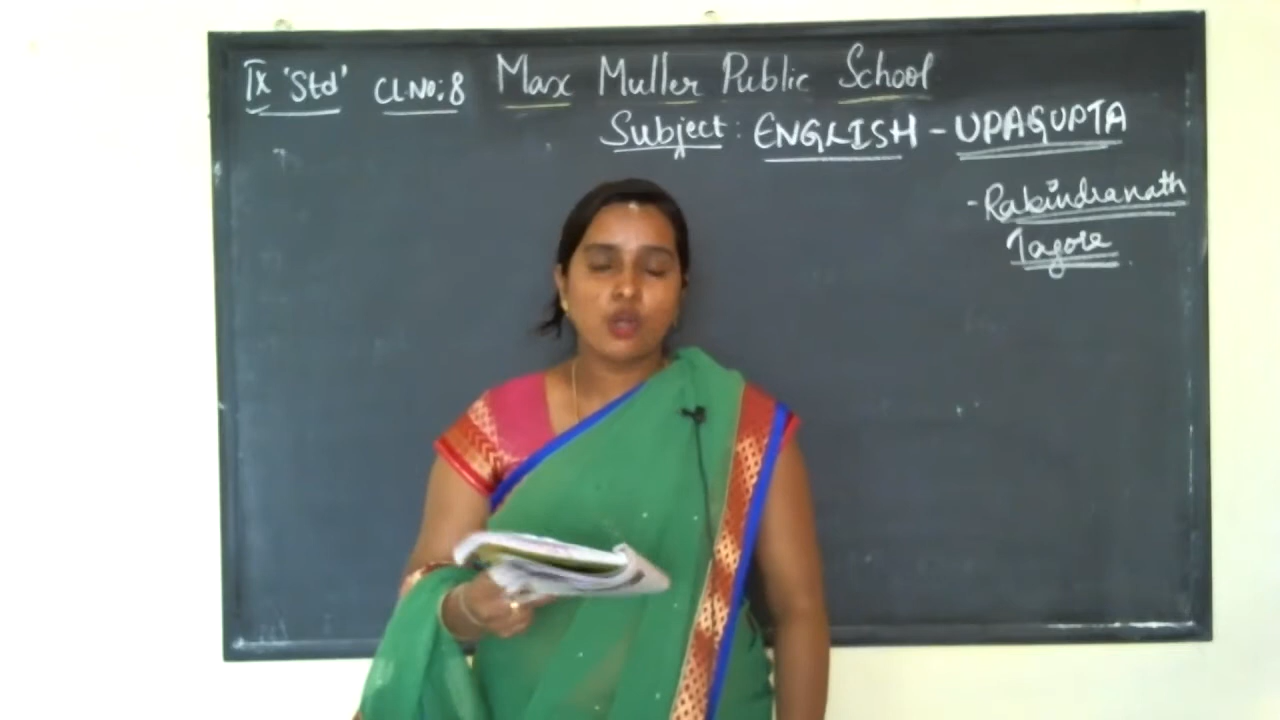 IX 'Std' Cl.No:8 Max Muller Public School
Subject: ENGLISH - UPAGUPTA
- Rabindranath
Tagore